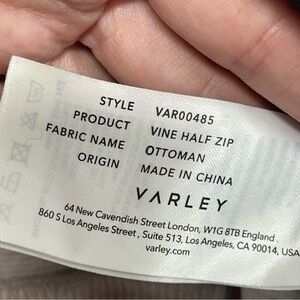 STYLE VAR00485
PRODUCT VINE HALF ZIP
FABRIC NAME OTTOMAN
ORIGIN MADE IN CHINA
VARLEY
64 New Cavendish Street London, W1G 8TB England
860 S Los Angeles Street, Suite 513, Los Angeles, CA 90014, USA
varley.com